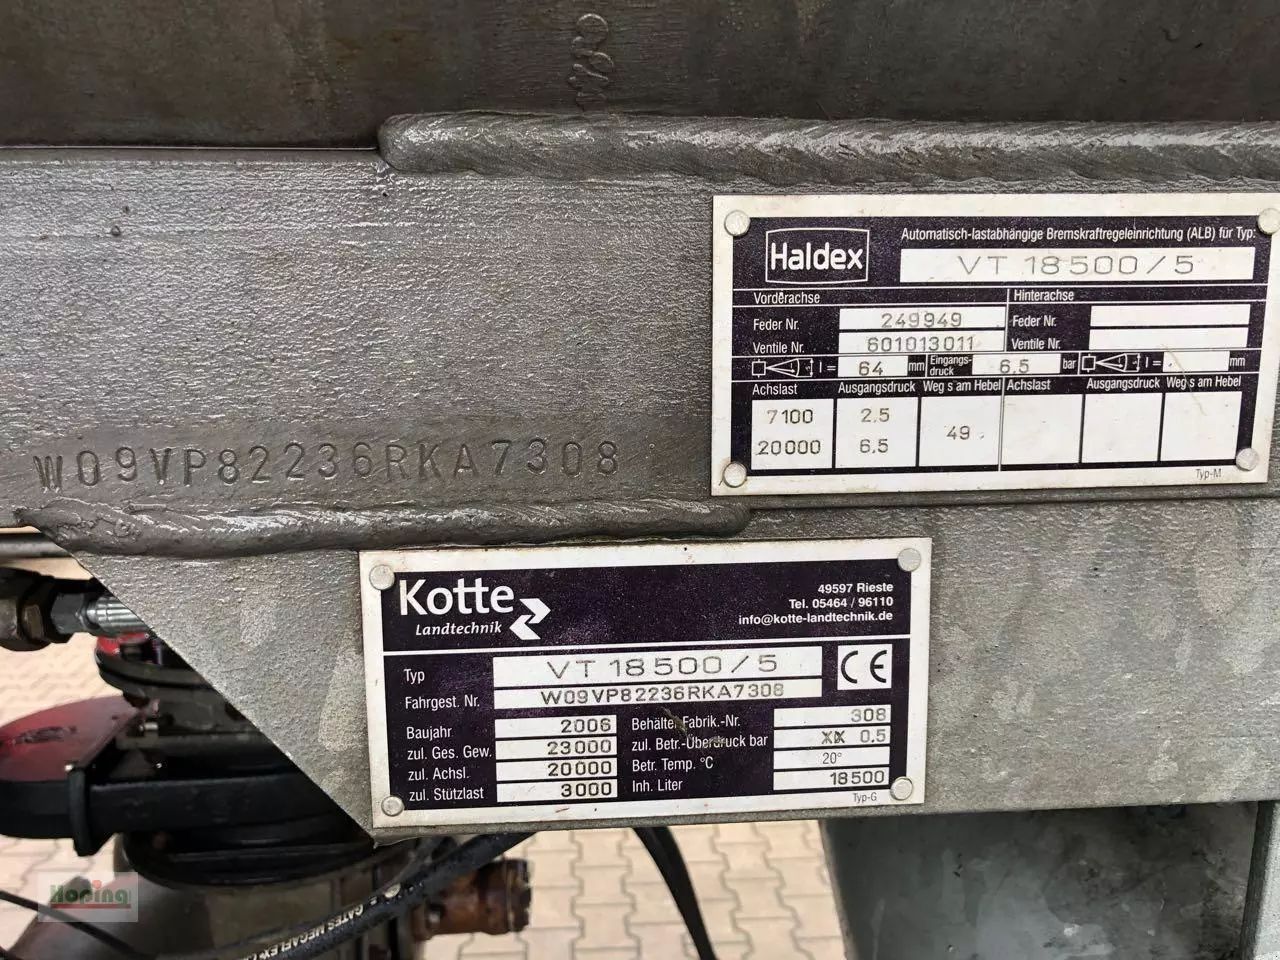 Haldex
Automatisch-lastabhängige Bremskraftregeleinrichtung (ALB) für Typ:
VT 18500/5
Vorderachse Hinterachse
Feder Nr. 249949 Feder Nr.
Ventile Nr. 601013011 Ventile Nr.
l = 64 mm Eingangs-druck 6,5 bar l = mm
Achslast Ausgangsdruck Weg s am Hebel Achslast Ausgangsdruck Weg s am Hebel
7100 2.5
49
20000 6.5
Typ-M
W09VP82236RKA7308
Kotte
Landtechnik
49597 Rieste
Tel. 05464 / 96110
info@kotte-landtechnik.de
Typ VT 18500/5
CE
Fahrgest. Nr. W09VP82236RKA7308
Baujahr 2006 Behälter Fabrik.-Nr. 308
zul. Ges. Gew. 23000 zul. Betr.-Überdruck bar 0,5
zul. Achsl. 20000 Betr. Temp. °C 20°
zul. Stützlast 3000 Inh. Liter 18500
Typ-G
GATES MEGAFLEX
Hoping